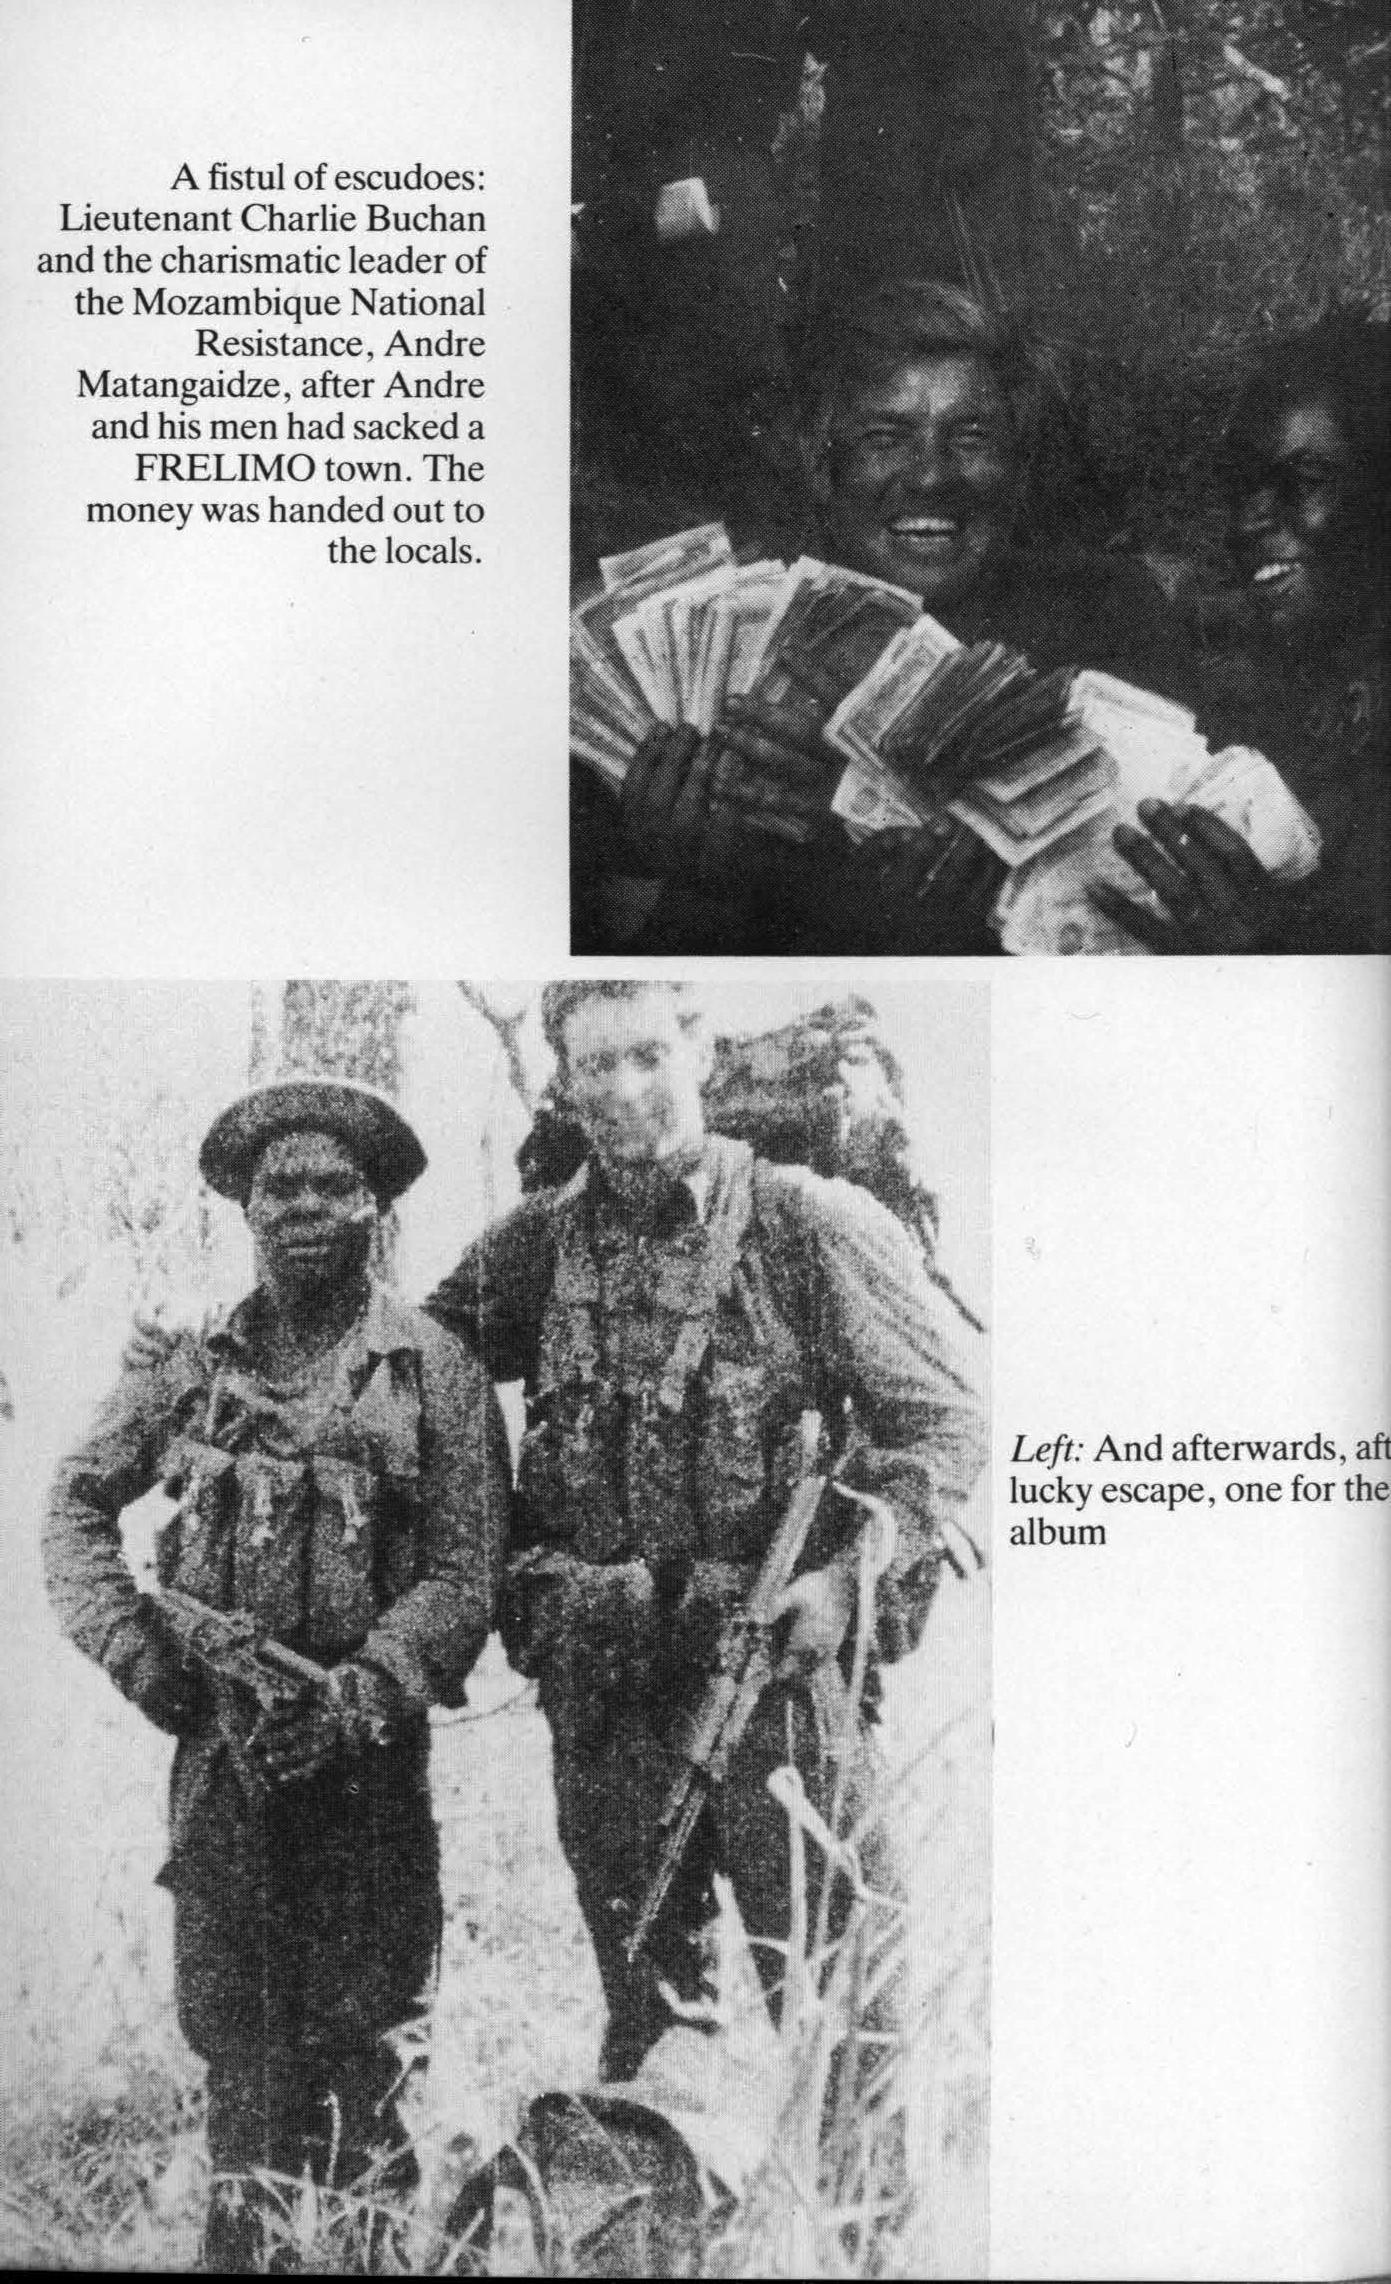 A fistul of escudoes:
Lieutenant Charlie Buchan
and the charismatic leader of
the Mozambique National
Resistance, Andre
Matangaidze, after Andre
and his men had sacked a
FRELIMO town. The
money was handed out to
the locals.
Left: And afterwards, aft
lucky escape, one for the
album